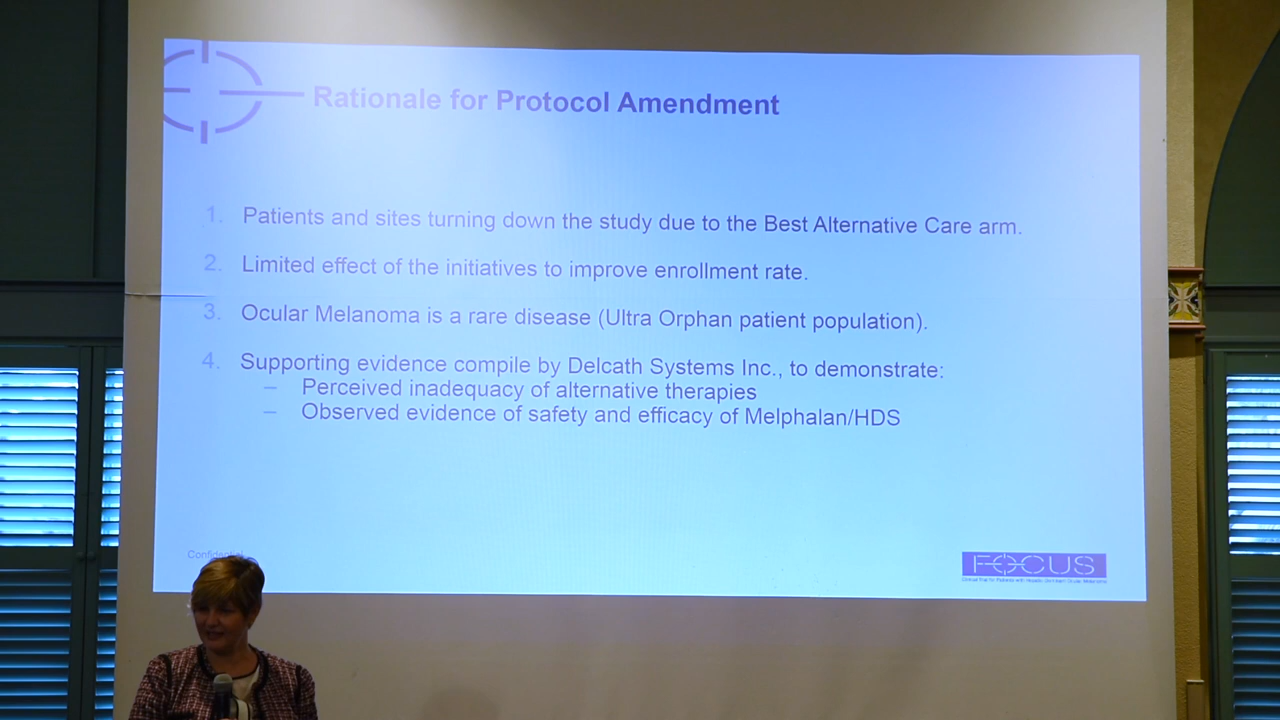 Rationale for Protocol Amendment
1. Patients and sites turning down the study due to the Best Alternative Care arm.
2. Limited effect of the initiatives to improve enrollment rate.
3. Ocular Melanoma is a rare disease (Ultra Orphan patient population).
4. Supporting evidence compile by Delcath Systems Inc., to demonstrate:
– Perceived inadequacy of alternative therapies
– Observed evidence of safety and efficacy of Melphalan/HDS
FOCUS